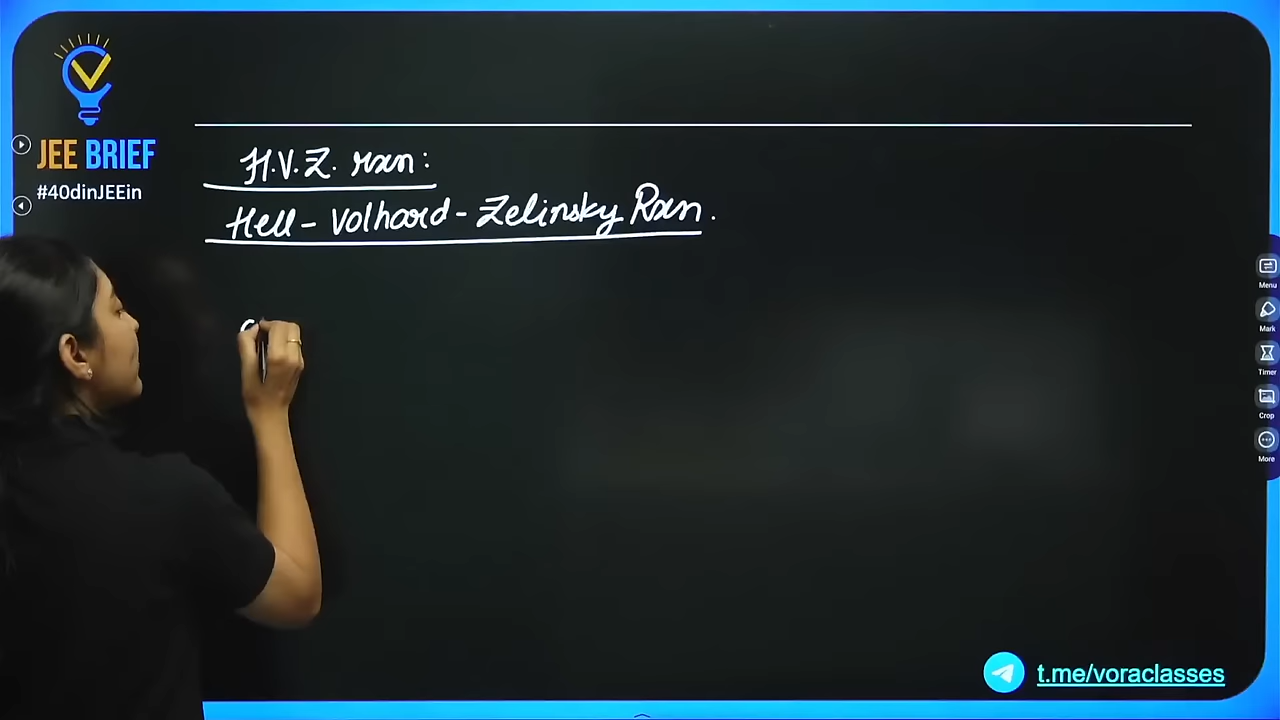 JEE BRIEF
#40dinJEEin
H.V.Z. rxn:
Hell - Volhard - Zelinsky Rxn.
Menu
Mark
Timer
Crop
More
t.me/voraclasses